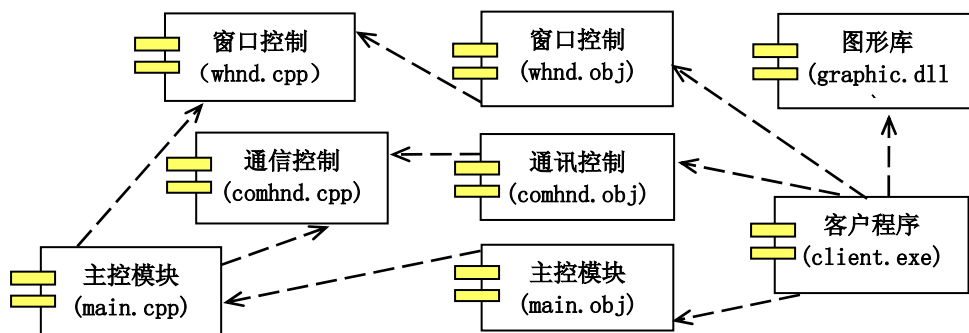 窗口控制
（whnd.cpp）
窗口控制
(whnd.obj)
图形库
(graphic.dll
通信控制
(comhnd.cpp)
通讯控制
(comhnd.obj)
客户程序
(client.exe)
主控模块
(main.cpp)
主控模块
(main.obj)